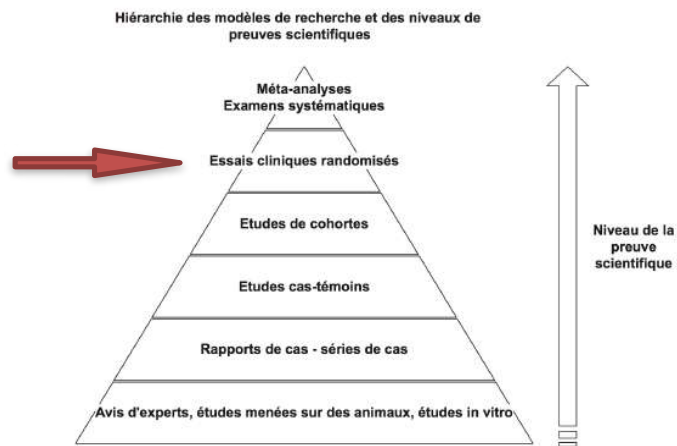 Hiérarchie des modèles de recherche et des niveaux de
preuves scientifiques
Méta-analyses
Examens systématiques
Essais cliniques randomisés
Etudes de cohortes
Etudes cas-témoins
Rapports de cas - séries de cas
Avis d'experts, études menées sur des animaux, études in vitro
Niveau de la
preuve
scientifique